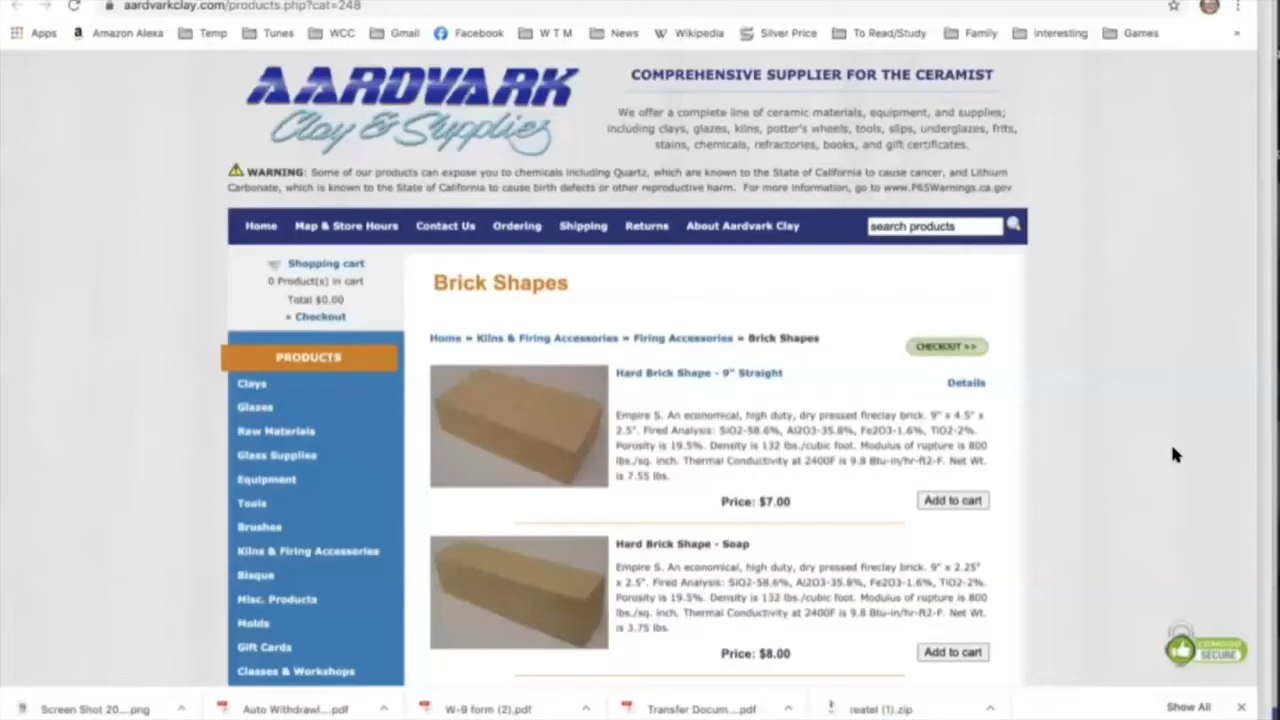 aardvarkclay.com/products.php?cat=248
Apps Amazon Alexa Temp Tunes WCC Gmail Facebook W T M News Wikipedia Silver Price To Read/Study Family Interesting Games »
AARDVARK
Clay & Supplies
COMPREHENSIVE SUPPLIER FOR THE CERAMIST
We offer a complete line of ceramic materials, equipment, and supplies;
including clays, glazes, kilns, potter's wheels, tools, slips, underglazes, frits,
stains, chemicals, refractories, books, and gift certificates.
WARNING: Some of our products can expose you to chemicals including Quartz, which are known to the State of California to cause cancer, and Lithium
Carbonate, which is known to the State of California to cause birth defects or other reproductive harm. For more information, go to www.P65Warnings.ca.gov
Home Map & Store Hours Contact Us Ordering Shipping Returns About Aardvark Clay search products
Shopping cart
0 Product(s) in cart
Total $0.00
» Checkout
PRODUCTS
Clays
Glazes
Raw Materials
Glass Supplies
Equipment
Tools
Brushes
Kilns & Firing Accessories
Bisque
Misc. Products
Molds
Gift Cards
Classes & Workshops
Brick Shapes
Home » Kilns & Firing Accessories » Firing Accessories » Brick Shapes
CHECKOUT >>
Hard Brick Shape - 9" Straight
Details
Empire S. An economical, high duty, dry pressed fireclay brick. 9" x 4.5" x
2.5". Fired Analysis: SiO2-58.6%, Al2O3-35.8%, Fe2O3-1.6%, TiO2-2%.
Porosity is 19.5%. Density is 132 lbs./cubic foot. Modulus of rupture is 800
lbs./sq. inch. Thermal Conductivity at 2400F is 9.8 Btu-in/hr-ft2-F. Net Wt.
is 7.55 lbs.
Price: $7.00 Add to cart
Hard Brick Shape - Soap
Empire S. An economical, high duty, dry pressed fireclay brick. 9" x 2.25"
x 2.5". Fired Analysis: SiO2-58.6%, Al2O3-35.8%, Fe2O3-1.6%, TiO2-2%.
Porosity is 19.5%. Density is 132 lbs./cubic foot. Modulus of rupture is 800
lbs./sq. inch. Thermal Conductivity at 2400F is 9.8 Btu-in/hr-ft2-F. Net Wt.
is 3.75 lbs.
Price: $8.00 Add to cart
COMODO
SECURE
Screen Shot 20....png Auto Withdrawl....pdf W-9 form (2).pdf Transfer Docum....pdf reatel (1).zip Show All